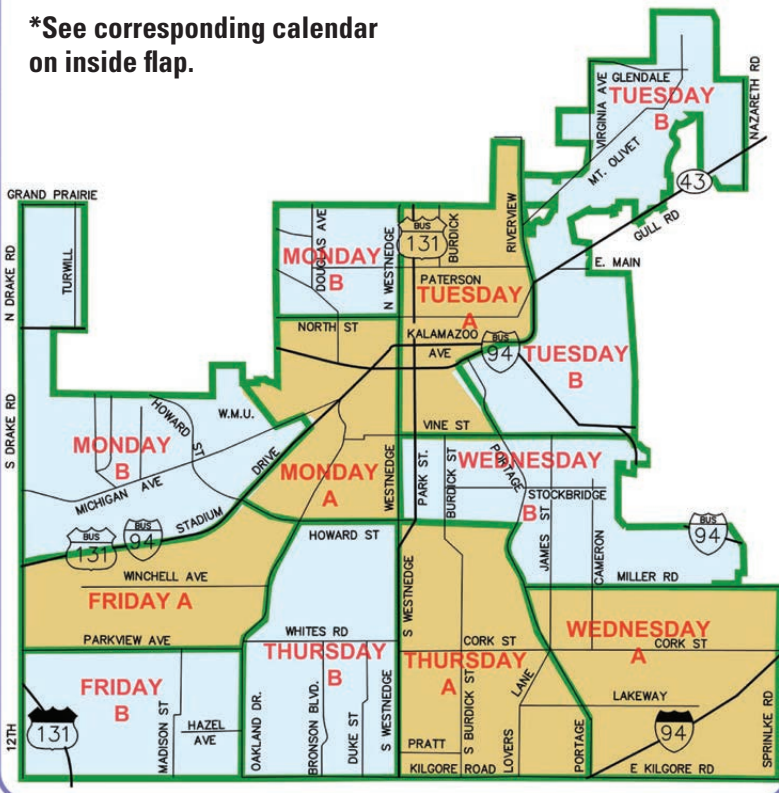 *See corresponding calendar
on inside flap.
VIRGINIA AVE
GLENDALE
TUESDAY
B
NAZARETH RD
MT. OLIVET
43
GULL RD
GRAND PRAIRIE
N DRAKE RD
TURWILL
DOUGLAS AVE
MONDAY
B
N WESTNEDGE
BUS
131
BURDICK
RIVERVIEW
E. MAIN
PATERSON
TUESDAY
A
NORTH ST
KALAMAZOO
AVE
BUS
94
TUESDAY
B
S DRAKE RD
HOWARD ST
W.M.U.
MONDAY
B
MICHIGAN AVE
DRIVE
STADIUM
BUS
131
BUS
94
VINE ST
MONDAY
A
WESTNEDGE
PARK ST.
BURDICK ST
PORTAGE
WEDNESDAY
B
STOCKBRIDGE
JAMES ST
CAMERON
BUS
94
HOWARD ST
MILLER RD
WINCHELL AVE
FRIDAY A
S WESTNEDGE
PARKVIEW AVE
WHITES RD
CORK ST
WEDNESDAY
A
CORK ST
THURSDAY
B
THURSDAY
A
FRIDAY
B
12TH
131
MADISON ST
HAZEL
AVE
OAKLAND DR.
BRONSON BLVD.
DUKE ST
S WESTNEDGE
PRATT
S BURDICK ST
LANE
LOVERS
LAKEWAY
PORTAGE
94
SPRINLKE RD
KILGORE ROAD
E KILGORE RD